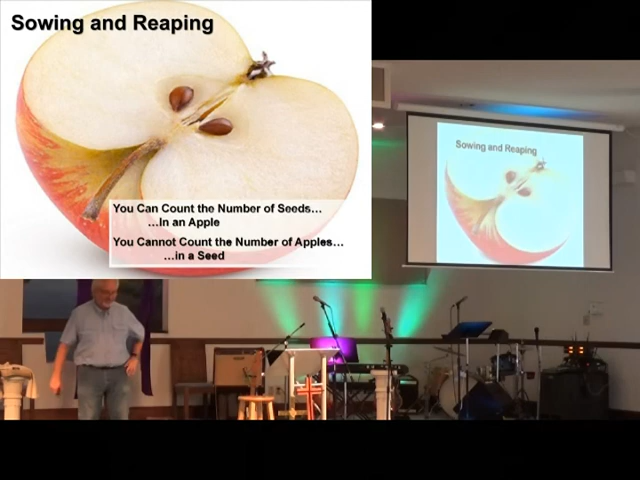 Sowing and Reaping
You Can Count the Number of Seeds...
...In an Apple
You Cannot Count the Number of Apples...
...in a Seed
Sowing and Reaping